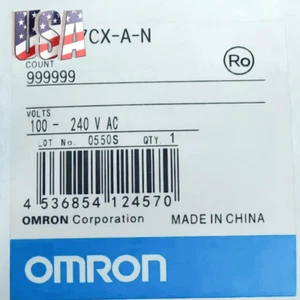 USA
7CX-A-N
COUNT
999999
Ro
VOLTS
100 - 240 V AC
LOT No. 0550S QTY. 1
4 536854 124570
OMRON Corporation MADE IN CHINA
OMRON